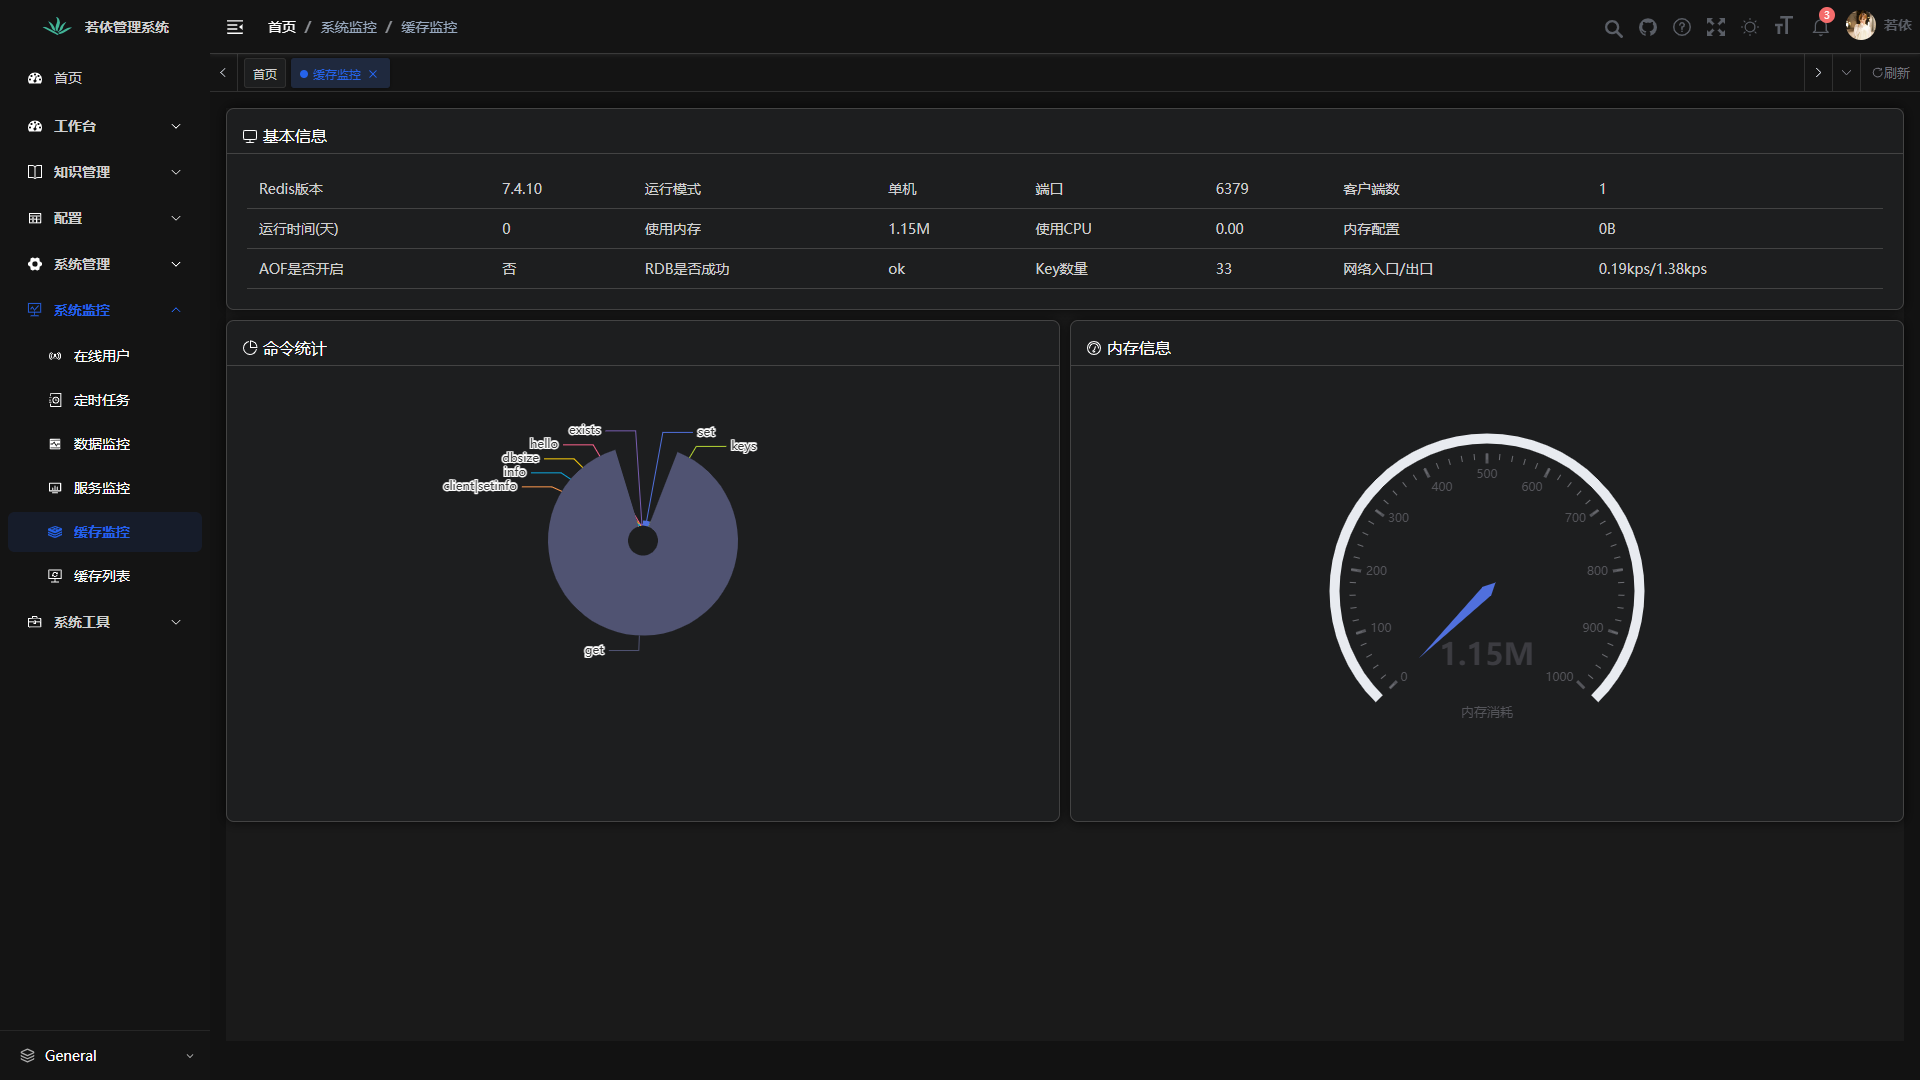 若依管理系统
首页 / 系统监控 / 缓存监控
3
若依
首页
缓存监控
刷新
首页
工作台
知识管理
配置
系统管理
系统监控
在线用户
定时任务
数据监控
服务监控
缓存监控
缓存列表
系统工具
General
基本信息
Redis版本 7.4.10 运行模式 单机 端口 6379 客户端数 1
运行时间(天) 0 使用内存 1.15M 使用CPU 0.00 内存配置 0B
AOF是否开启 否 RDB是否成功 ok Key数量 33 网络入口/出口 0.19kps/1.38kps
命令统计
exists
set
hello
keys
dbsize
info
client|setinfo
get
内存信息
0
100
200
300
400
500
600
700
800
900
1000
1.15M
内存消耗